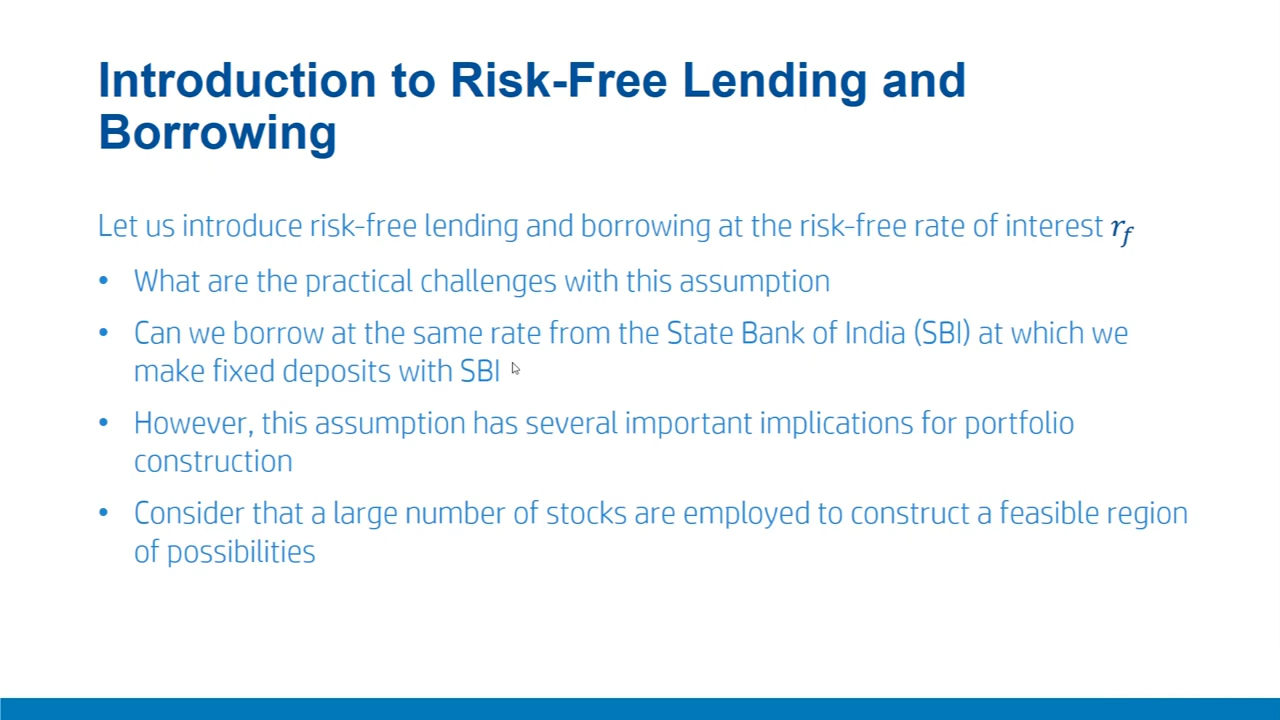 Introduction to Risk-Free Lending and
Borrowing
Let us introduce risk-free lending and borrowing at the risk-free rate of interest r_f
• What are the practical challenges with this assumption
• Can we borrow at the same rate from the State Bank of India (SBI) at which we
make fixed deposits with SBI
• However, this assumption has several important implications for portfolio
construction
• Consider that a large number of stocks are employed to construct a feasible region
of possibilities